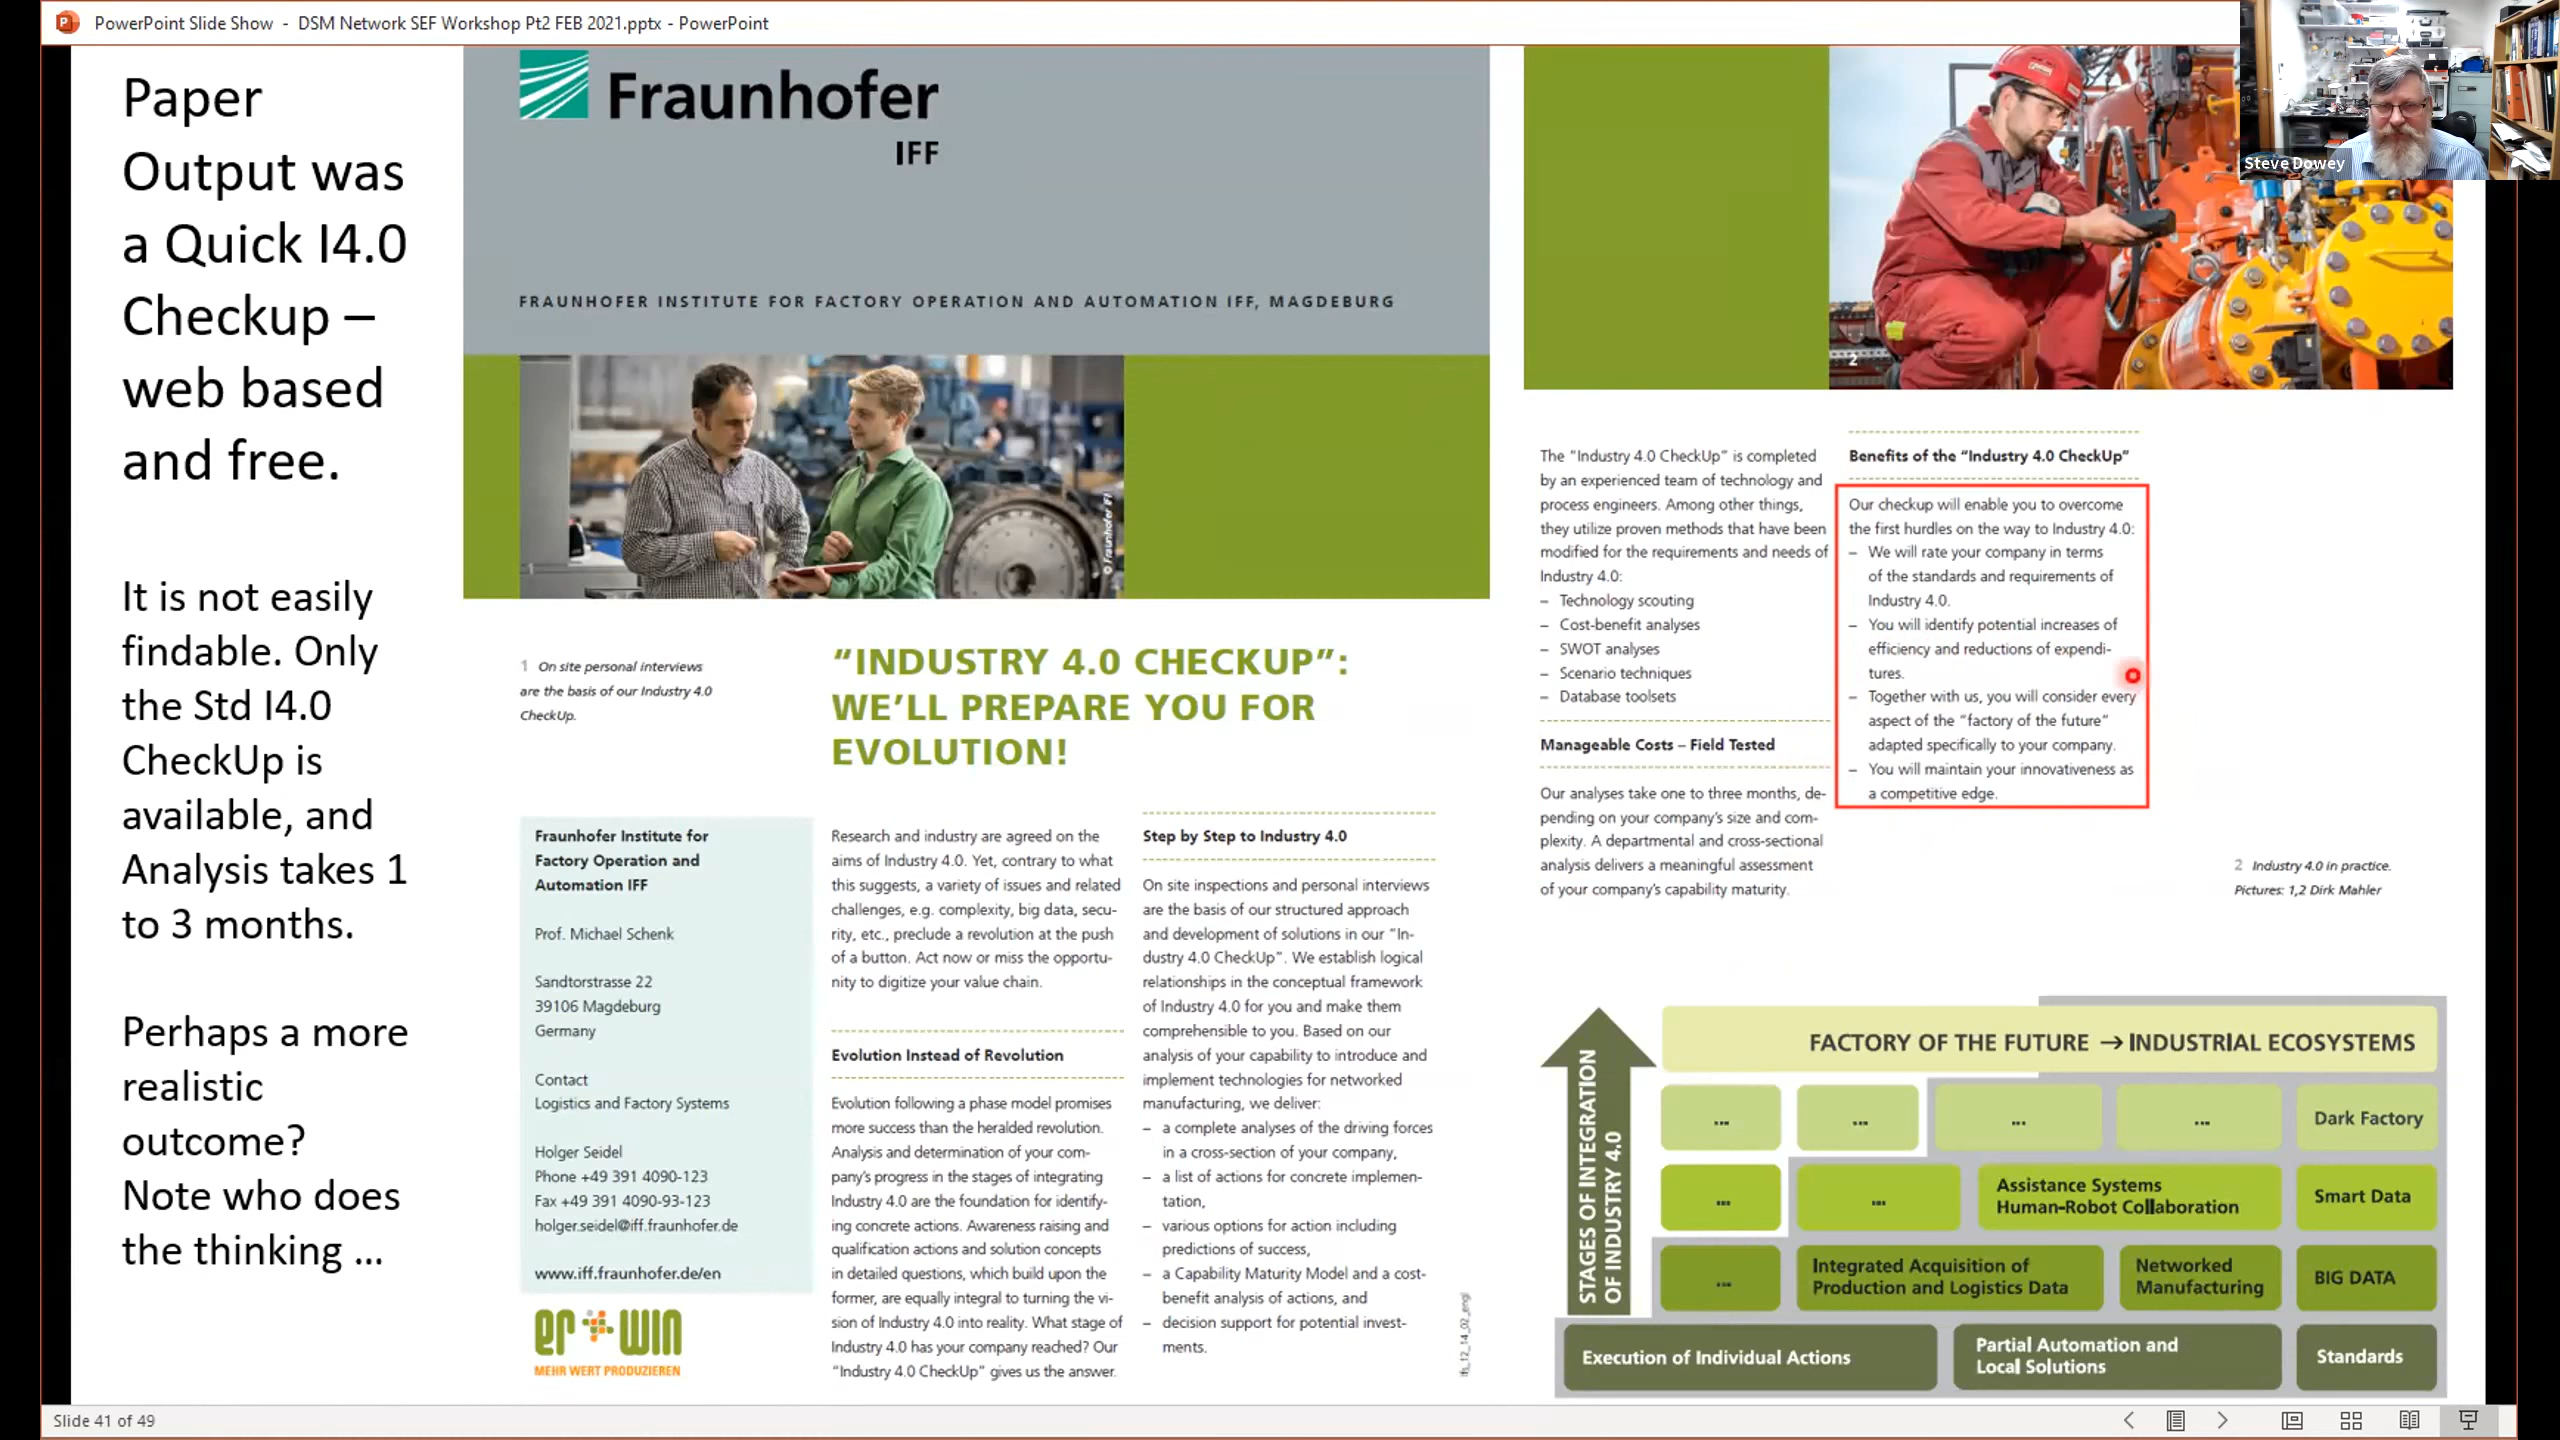 PowerPoint Slide Show - DSM Network SEF Workshop Pt2 FEB 2021.pptx - PowerPoint
Steve Dowey
Paper
Output was
a Quick I4.0
Checkup –
web based
and free.
It is not easily
findable. Only
the Std I4.0
CheckUp is
available, and
Analysis takes 1
to 3 months.
Perhaps a more
realistic
outcome?
Note who does
the thinking ...
Fraunhofer
IFF
FRAUNHOFER INSTITUTE FOR FACTORY OPERATION AND AUTOMATION IFF, MAGDEBURG
© Fraunhofer IFF
1 On site personal interviews
are the basis of our Industry 4.0
CheckUp.
“INDUSTRY 4.0 CHECKUP”:
WE’LL PREPARE YOU FOR
EVOLUTION!
Fraunhofer Institute for
Factory Operation and
Automation IFF
Prof. Michael Schenk
Sandtorstrasse 22
39106 Magdeburg
Germany
Contact
Logistics and Factory Systems
Holger Seidel
Phone +49 391 4090-123
Fax +49 391 4090-93-123
holger.seidel@iff.fraunhofer.de
www.iff.fraunhofer.de/en
er+win
MEHR WERT PRODUZIEREN
Research and industry are agreed on the
aims of Industry 4.0. Yet, contrary to what
this suggests, a variety of issues and related
challenges, e.g. complexity, big data, secu-
rity, etc., preclude a revolution at the push
of a button. Act now or miss the opportu-
nity to digitize your value chain.
Evolution Instead of Revolution
Evolution following a phase model promises
more success than the heralded revolution.
Analysis and determination of your com-
pany’s progress in the stages of integrating
Industry 4.0 are the foundation for identify-
ing concrete actions. Awareness raising and
qualification actions and solution concepts
in detailed questions, which build upon the
former, are equally integral to turning the vi-
sion of Industry 4.0 into reality. What stage of
Industry 4.0 has your company reached? Our
“Industry 4.0 CheckUp” gives us the answer.
Step by Step to Industry 4.0
On site inspections and personal interviews
are the basis of our structured approach
and development of solutions in our “In-
dustry 4.0 CheckUp”. We establish logical
relationships in the conceptual framework
of Industry 4.0 for you and make them
comprehensible to you. Based on our
analysis of your capability to introduce and
implement technologies for networked
manufacturing, we deliver:
– a complete analyses of the driving forces
in a cross-section of your company,
– a list of actions for concrete implemen-
tation,
– various options for action including
predictions of success,
– a Capability Maturity Model and a cost-
benefit analysis of actions, and
– decision support for potential invest-
ments.
2
The “Industry 4.0 CheckUp” is completed
by an experienced team of technology and
process engineers. Among other things,
they utilize proven methods that have been
modified for the requirements and needs of
Industry 4.0:
– Technology scouting
– Cost-benefit analyses
– SWOT analyses
– Scenario techniques
– Database toolsets
Manageable Costs – Field Tested
Our analyses take one to three months, de-
pending on your company’s size and com-
plexity. A departmental and cross-sectional
analysis delivers a meaningful assessment
of your company’s capability maturity.
Benefits of the “Industry 4.0 CheckUp”
Our checkup will enable you to overcome
the first hurdles on the way to Industry 4.0:
– We will rate your company in terms
of the standards and requirements of
Industry 4.0.
– You will identify potential increases of
efficiency and reductions of expendi-
tures.
– Together with us, you will consider every
aspect of the “factory of the future”
adapted specifically to your company.
– You will maintain your innovativeness as
a competitive edge.
2 Industry 4.0 in practice.
Pictures: 1,2 Dirk Mahler
STAGES OF INTEGRATION
OF INDUSTRY 4.0
FACTORY OF THE FUTURE → INDUSTRIAL ECOSYSTEMS
... ... ... ... Dark Factory
... ... Assistance Systems
Human-Robot Collaboration
Smart Data
... Integrated Acquisition of
Production and Logistics Data
Networked
Manufacturing
BIG DATA
Execution of Individual Actions
Partial Automation and
Local Solutions
Standards
Slide 41 of 49